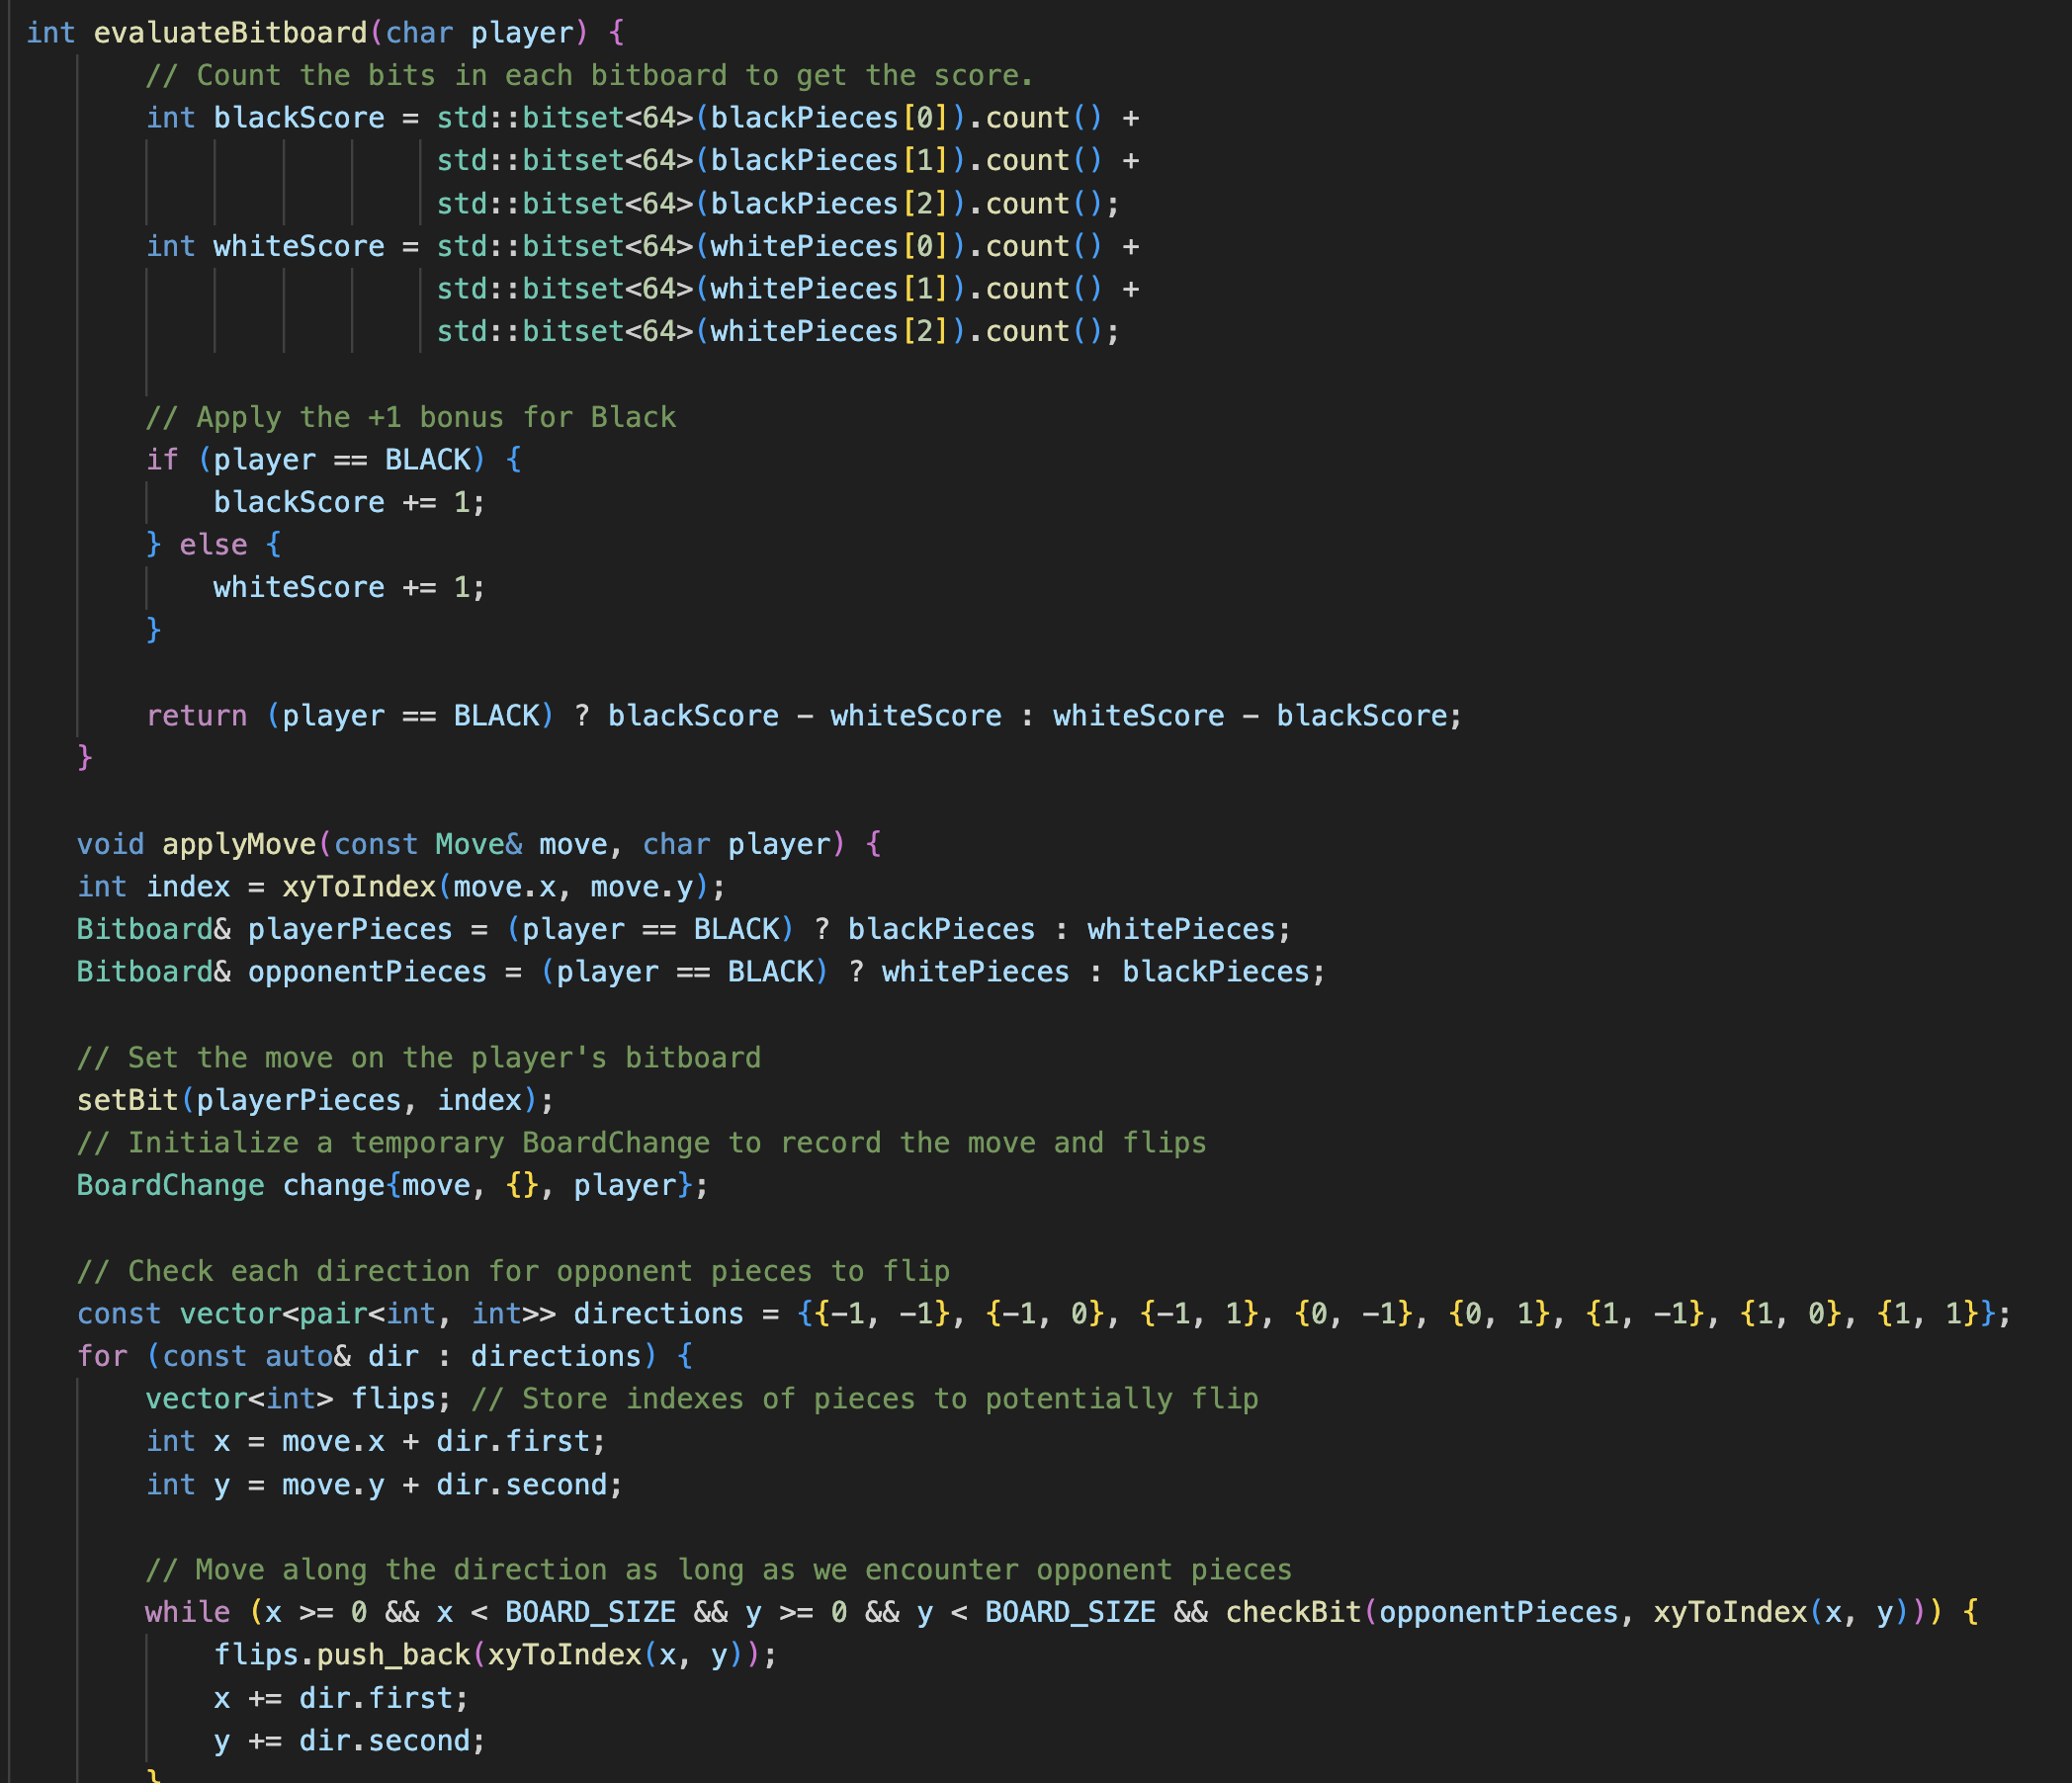 int evaluateBitboard(char player) {
// Count the bits in each bitboard to get the score.
int blackScore = std::bitset<64>(blackPieces[0]).count() +
std::bitset<64>(blackPieces[1]).count() +
std::bitset<64>(blackPieces[2]).count();
int whiteScore = std::bitset<64>(whitePieces[0]).count() +
std::bitset<64>(whitePieces[1]).count() +
std::bitset<64>(whitePieces[2]).count();
// Apply the +1 bonus for Black
if (player == BLACK) {
blackScore += 1;
} else {
whiteScore += 1;
}
return (player == BLACK) ? blackScore - whiteScore : whiteScore - blackScore;
}
void applyMove(const Move& move, char player) {
int index = xyToIndex(move.x, move.y);
Bitboard& playerPieces = (player == BLACK) ? blackPieces : whitePieces;
Bitboard& opponentPieces = (player == BLACK) ? whitePieces : blackPieces;
// Set the move on the player's bitboard
setBit(playerPieces, index);
// Initialize a temporary BoardChange to record the move and flips
BoardChange change{move, {}, player};
// Check each direction for opponent pieces to flip
const vector<pair<int, int>> directions = {{-1, -1}, {-1, 0}, {-1, 1}, {0, -1}, {0, 1}, {1, -1}, {1, 0}, {1, 1}};
for (const auto& dir : directions) {
vector<int> flips; // Store indexes of pieces to potentially flip
int x = move.x + dir.first;
int y = move.y + dir.second;
// Move along the direction as long as we encounter opponent pieces
while (x >= 0 && x < BOARD_SIZE && y >= 0 && y < BOARD_SIZE && checkBit(opponentPieces, xyToIndex(x, y))) {
flips.push_back(xyToIndex(x, y));
x += dir.first;
y += dir.second;
}